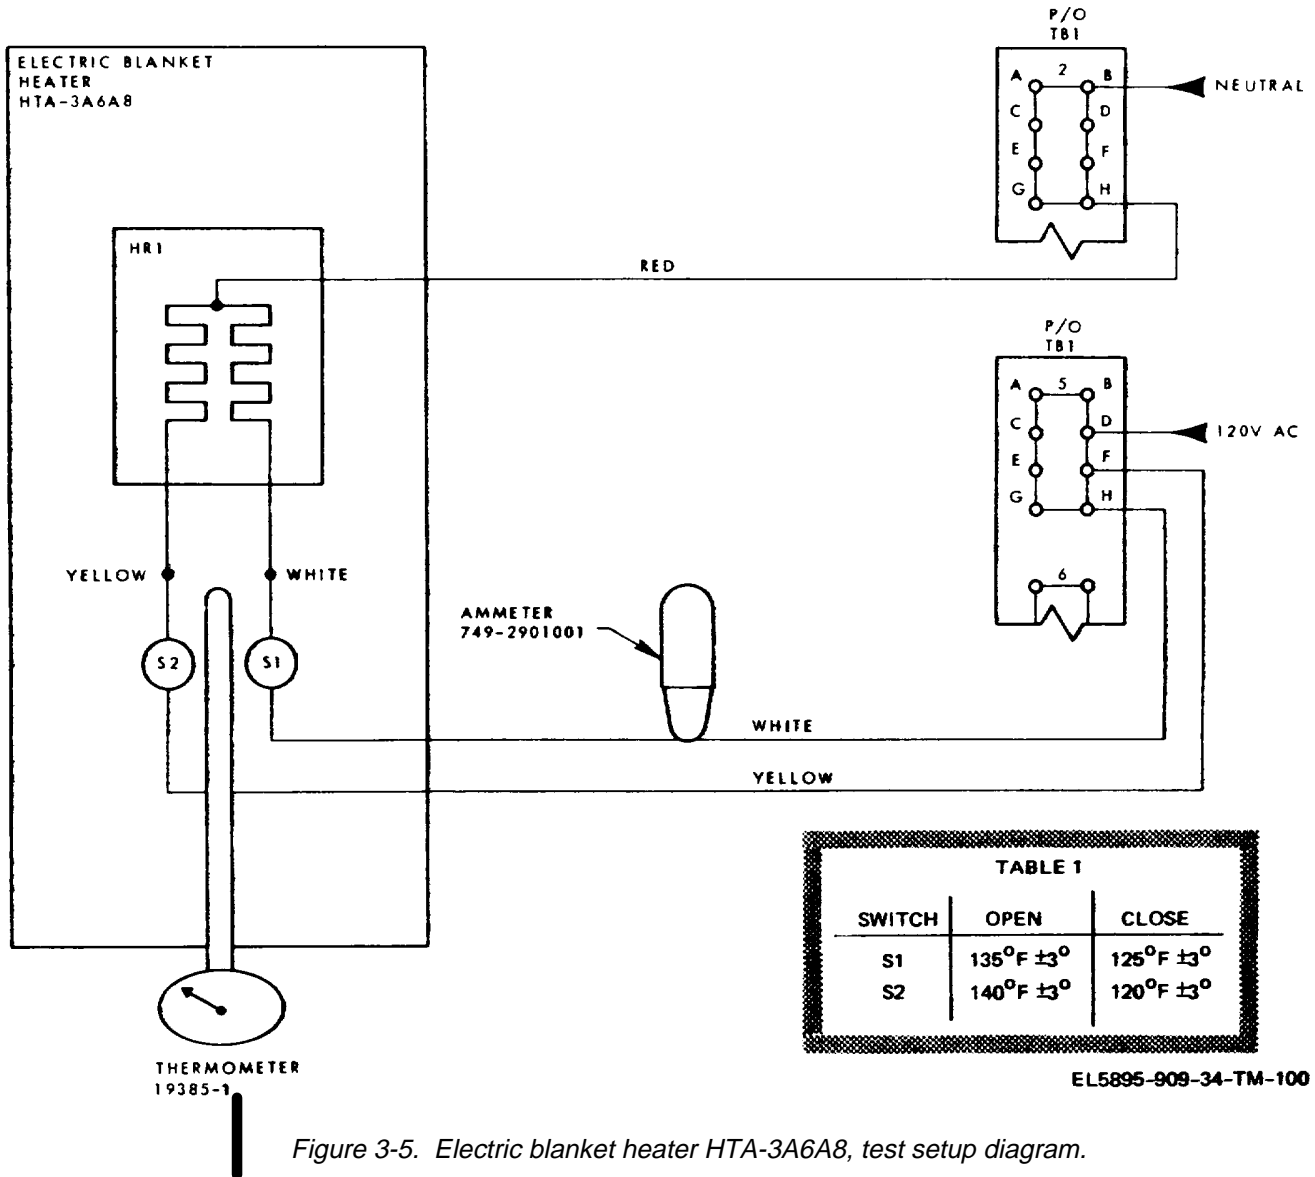 ELECTRIC BLANKET
HEATER
HTA-3A6A8
HR1
YELLOW
WHITE
S2
S1
THERMOMETER
19385-1
RED
AMMETER
749-2901001
WHITE
YELLOW
P/O
TB1
A 2 B
C D
E F
G H
NEUTRAL
P/O
TB1
A 5 B
C D
E F
G H
6
120V AC
TABLE 1
SWITCH OPEN CLOSE
S1 135°F ±3° 125°F ±3°
S2 140°F ±3° 120°F ±3°
EL5895-909-34-TM-100
Figure 3-5. Electric blanket heater HTA-3A6A8, test setup diagram.